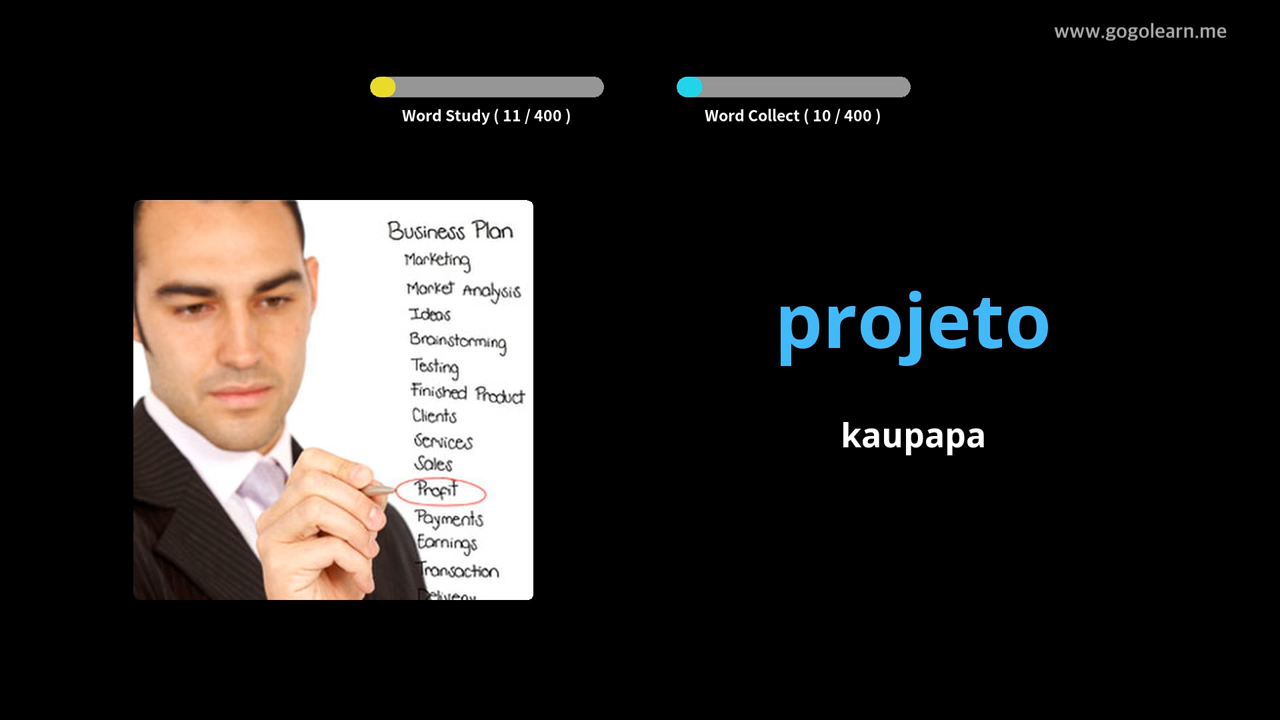 www.gogolearn.me
Word Study ( 11 / 400 )
Word Collect ( 10 / 400 )
Business Plan
Marketing
Market Analysis
Ideas
Brainstorming
Testing
Finished Product
Clients
Services
Sales
Profit
Payments
Earnings
Transaction
Delivery
projeto
kaupapa